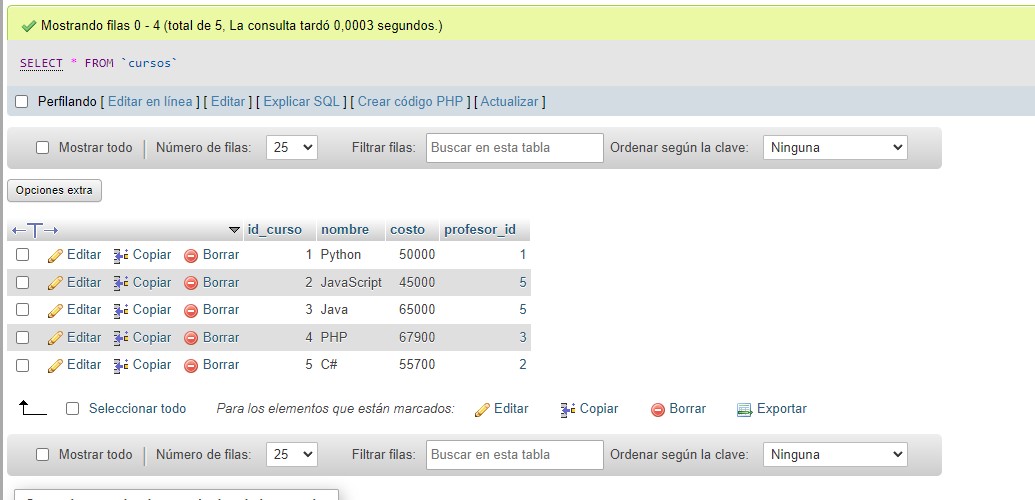 Mostrando filas 0 - 4 (total de 5, La consulta tardó 0,0003 segundos.)
SELECT * FROM `cursos`
Perfilando [ Editar en línea ] [ Editar ] [ Explicar SQL ] [ Crear código PHP ] [ Actualizar ]
Mostrar todo Número de filas: 25 Filtrar filas: Buscar en esta tabla Ordenar según la clave: Ninguna
Opciones extra
id_curso nombre costo profesor_id
Editar Copiar Borrar 1 Python 50000 1
Editar Copiar Borrar 2 JavaScript 45000 5
Editar Copiar Borrar 3 Java 65000 5
Editar Copiar Borrar 4 PHP 67900 3
Editar Copiar Borrar 5 C# 55700 2
Seleccionar todo Para los elementos que están marcados: Editar Copiar Borrar Exportar
Mostrar todo Número de filas: 25 Filtrar filas: Buscar en esta tabla Ordenar según la clave: Ninguna